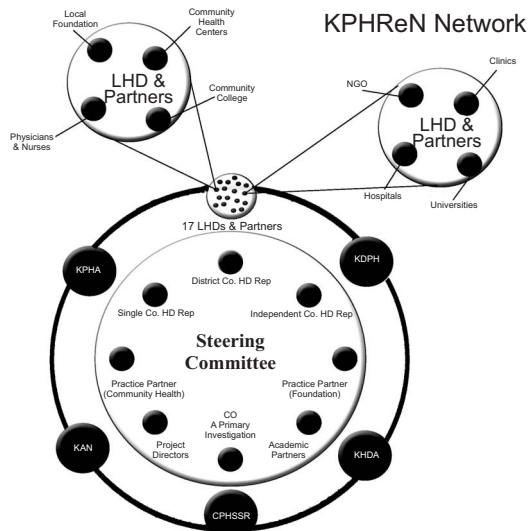 KPHReN Network
Local
Foundation
Community
Health
Centers
LHD &
Partners
Physicians
& Nurses
Community
College
NGO
Clinics
LHD &
Partners
Hospitals
Universities
17 LHDs & Partners
KPHA
KDPH
District Co. HD Rep
Single Co. HD Rep
Independent Co. HD Rep
Steering
Committee
Practice Partner
(Community Health)
Practice Partner
(Foundation)
Project
Directors
CO
A Primary
Investigation
Academic
Partners
KAN
KHDA
CPHSSR